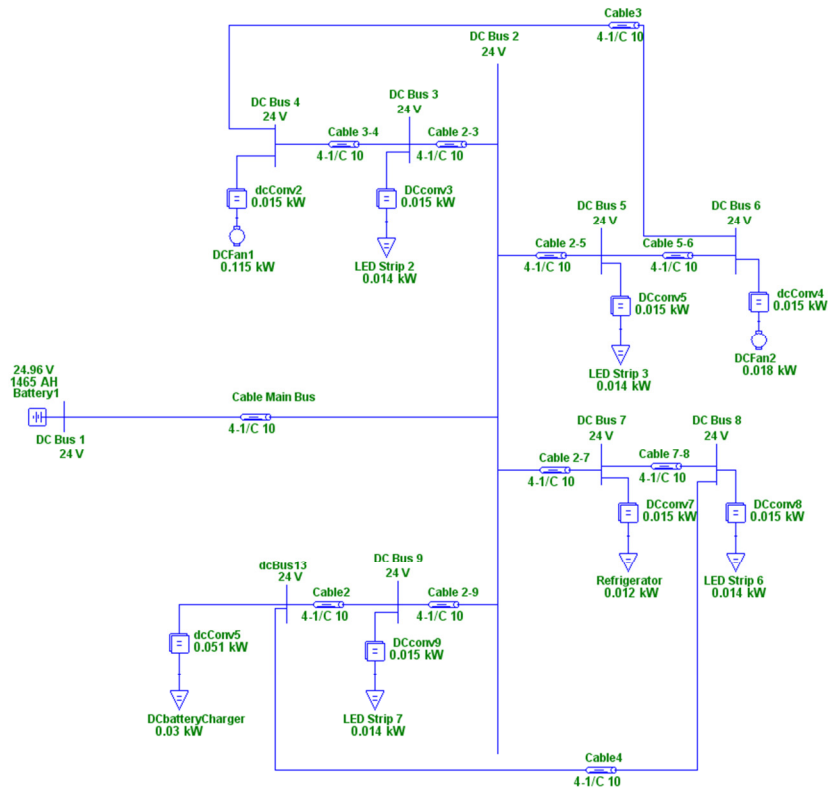 Cable3
4-1/C 10
DC Bus 2
24 V
DC Bus 4
24 V
DC Bus 3
24 V
Cable 3-4
4-1/C 10
Cable 2-3
4-1/C 10
dcConv2
0.015 kW
DCFan1
0.115 kW
DCconv3
0.015 kW
LED Strip 2
0.014 kW
DC Bus 5
24 V
DC Bus 6
24 V
Cable 2-5
4-1/C 10
Cable 5-6
4-1/C 10
DCconv5
0.015 kW
LED Strip 3
0.014 kW
dcConv4
0.015 kW
DCFan2
0.018 kW
24.96 V
1465 AH
Battery1
DC Bus 1
24 V
Cable Main Bus
4-1/C 10
DC Bus 7
24 V
DC Bus 8
24 V
Cable 2-7
4-1/C 10
Cable 7-8
4-1/C 10
DCconv7
0.015 kW
Refrigerator
0.012 kW
DCconv8
0.015 kW
LED Strip 6
0.014 kW
dcBus13
24 V
DC Bus 9
24 V
Cable2
4-1/C 10
Cable 2-9
4-1/C 10
dcConv5
0.051 kW
DCbatteryCharger
0.03 kW
DCconv9
0.015 kW
LED Strip 7
0.014 kW
Cable4
4-1/C 10